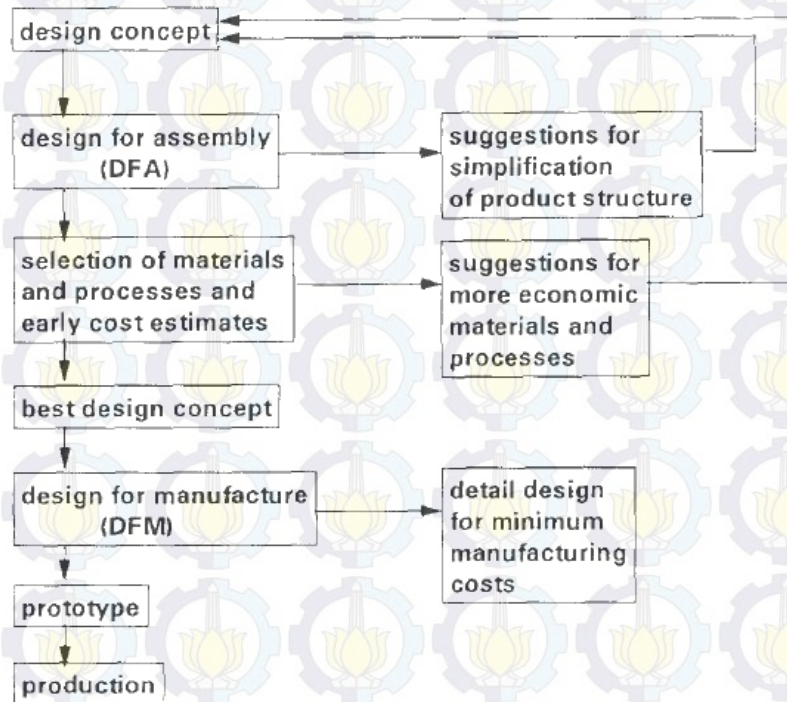 design concept
design for assembly
(DFA)
suggestions for
simplification
of product structure
selection of materials
and processes and
early cost estimates
suggestions for
more economic
materials and
processes
best design concept
design for manufacture
(DFM)
detail design
for minimum
manufacturing
costs
prototype
production